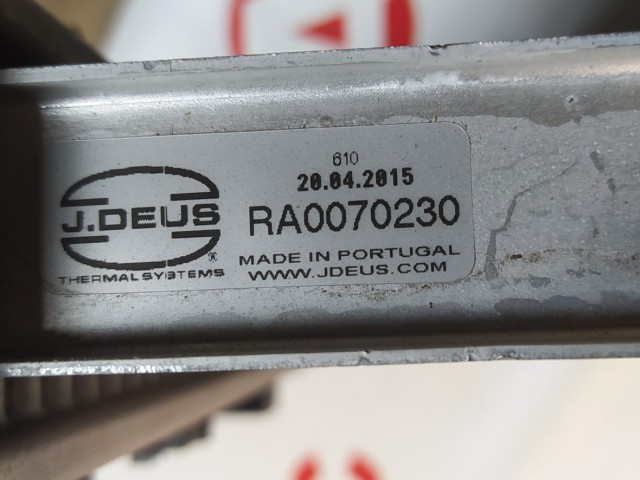 J.DEUS
®
THERMAL SYSTEMS
610
20.04.2015
RA0070230
MADE IN PORTUGAL
WWW.JDEUS.COM